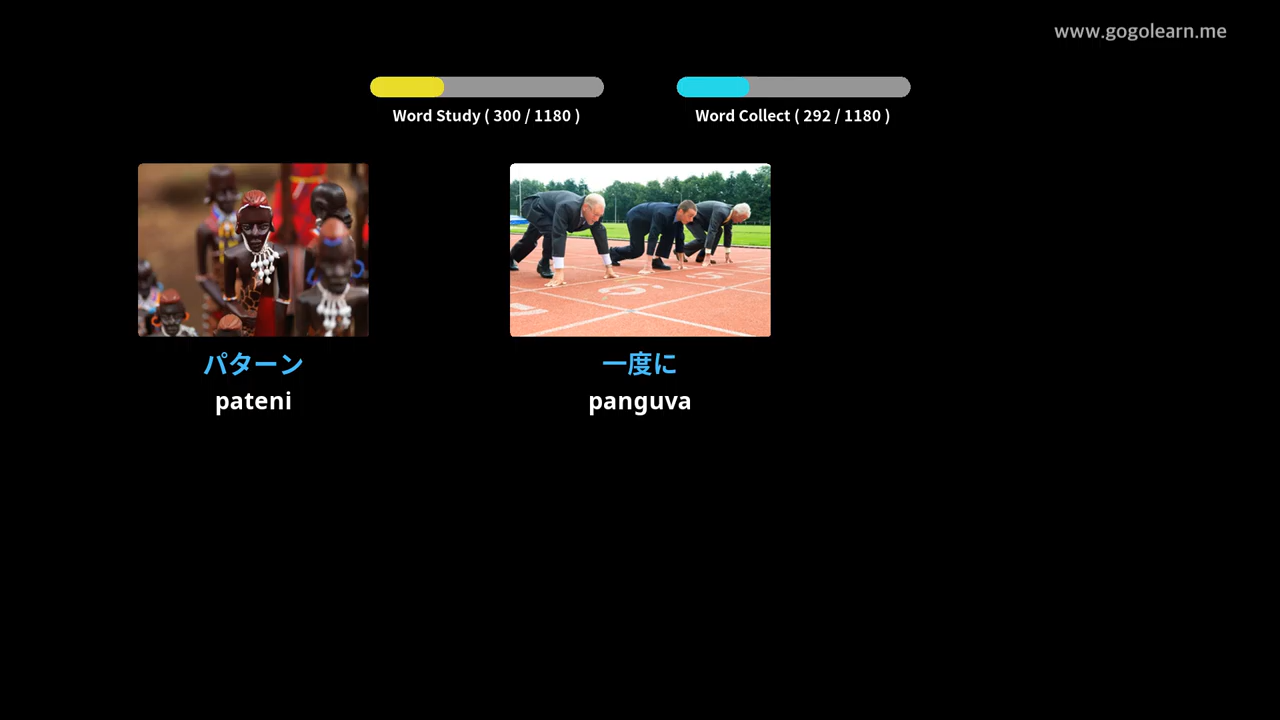 www.gogolearn.me
Word Study ( 300 / 1180 )
Word Collect ( 292 / 1180 )
パターン
pateni
一度に
panguva